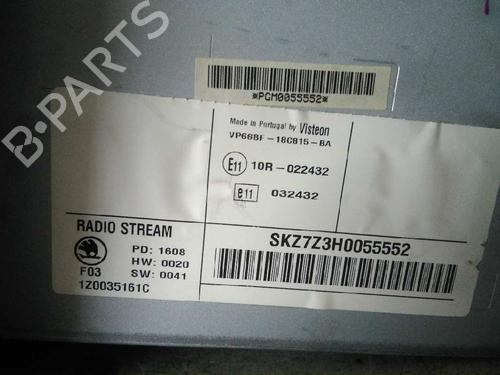 B-PARTS
*PGM0055552*
Made in Portugal by Visteon
VP66BF-18C815-BA
E11 10R-022432
e11 032432
RADIO STREAM
PD: 1608
HW: 0020
F03 SW: 0041
1Z0035161C
SKZ7Z3H0055552